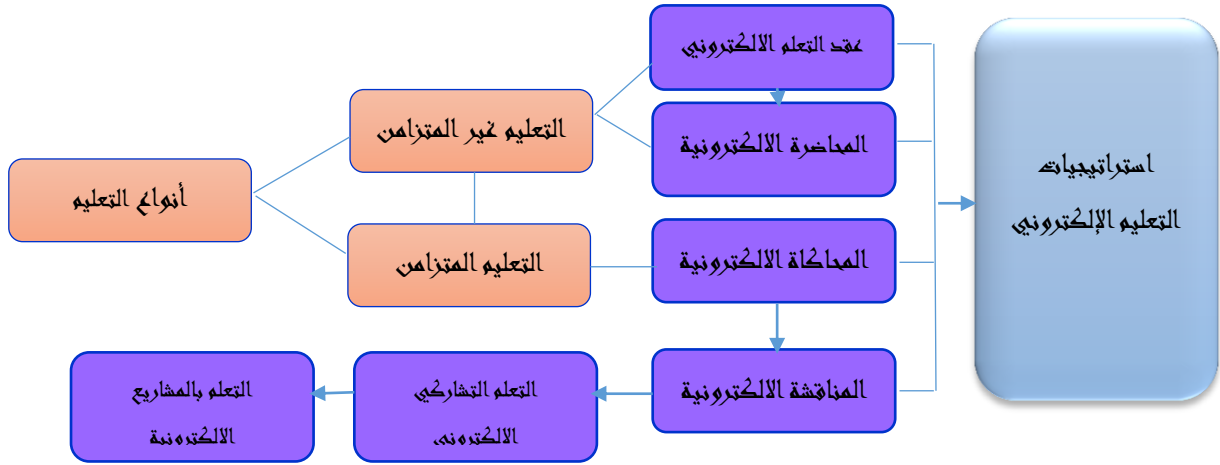 عقد التعلم الالكتروني
المحاضرة الالكترونية
استراتيجيات
التعليم الإلكتروني
التعليم غير المتزامن
أنواع التعليم
التعليم المتزامن
المحاكاة الالكترونية
المناقشة الالكترونية
التعلم التشاركي
الالكتروني
التعلم بالمشاريع
الالكترونية